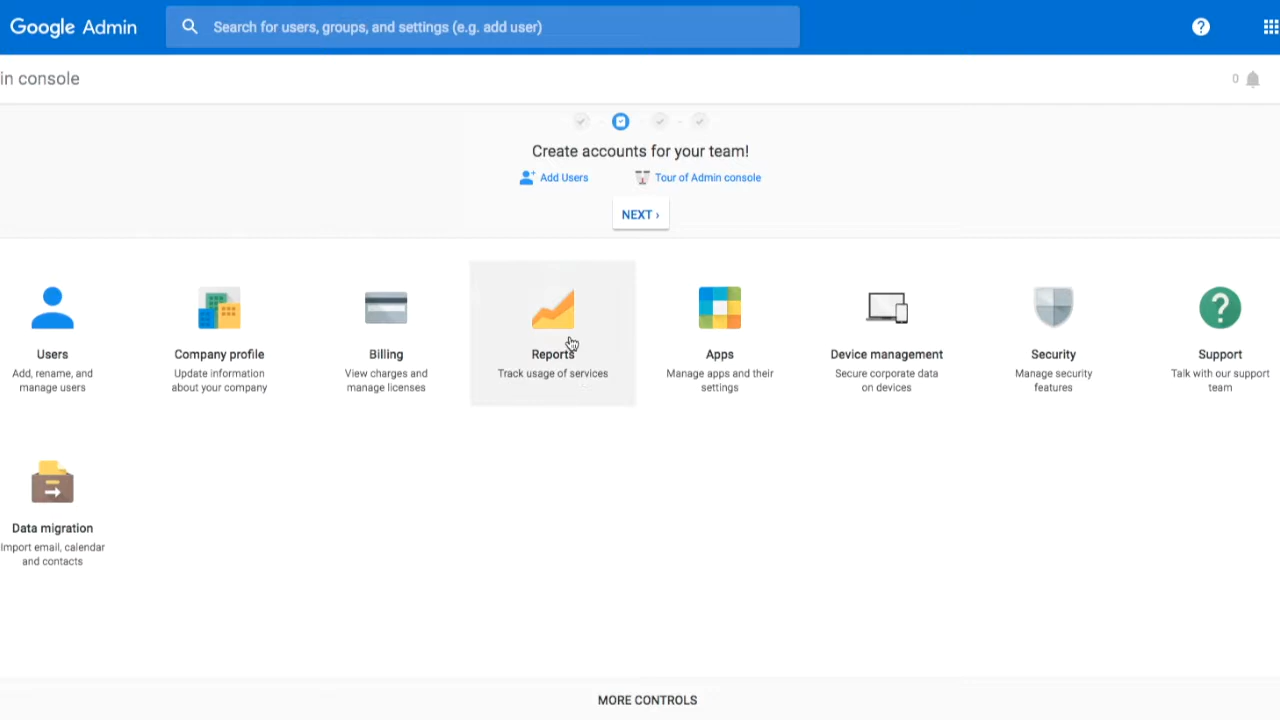 Google Admin
Search for users, groups, and settings (e.g. add user)
in console
0
Create accounts for your team!
Add Users
Tour of Admin console
NEXT ›
Users
Add, rename, and
manage users
Company profile
Update information
about your company
Billing
View charges and
manage licenses
Reports
Track usage of services
Apps
Manage apps and their
settings
Device management
Secure corporate data
on devices
Security
Manage security
features
Support
Talk with our support
team
Data migration
Import email, calendar
and contacts
MORE CONTROLS